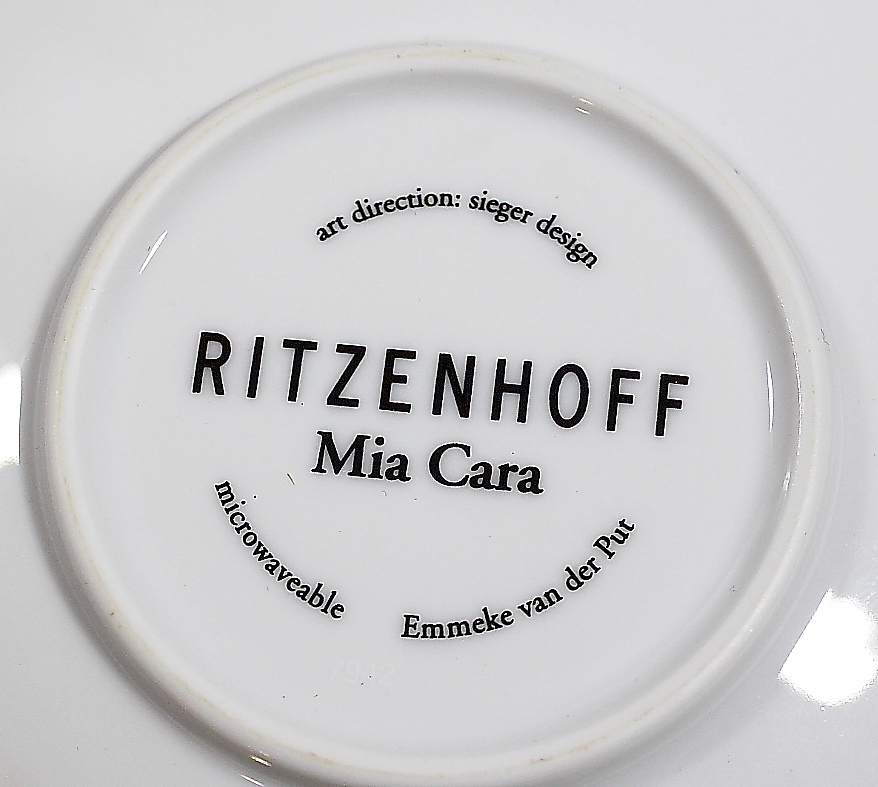 art direction: sieger design
RITZENHOFF
Mia Cara
microwaveable
Emmeke van der Put